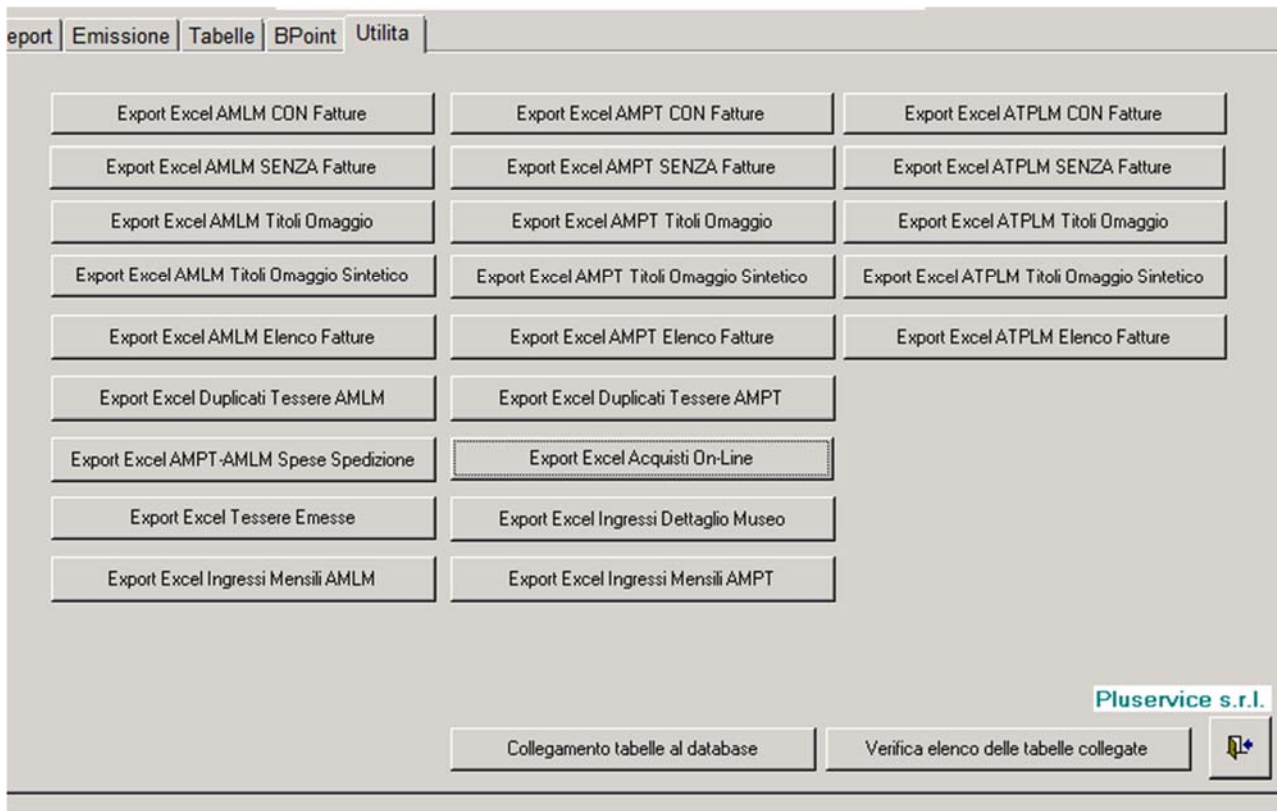 eport Emissione Tabelle BPoint Utilita
Export Excel AMLM CON Fatture Export Excel AMPT CON Fatture Export Excel ATPLM CON Fatture
Export Excel AMLM SENZA Fatture Export Excel AMPT SENZA Fatture Export Excel ATPLM SENZA Fatture
Export Excel AMLM Titoli Omaggio Export Excel AMPT Titoli Omaggio Export Excel ATPLM Titoli Omaggio
Export Excel AMLM Titoli Omaggio Sintetico Export Excel AMPT Titoli Omaggio Sintetico Export Excel ATPLM Titoli Omaggio Sintetico
Export Excel AMLM Elenco Fatture Export Excel AMPT Elenco Fatture Export Excel ATPLM Elenco Fatture
Export Excel Duplicati Tessere AMLM Export Excel Duplicati Tessere AMPT
Export Excel AMPT-AMLM Spese Spedizione Export Excel Acquisti On-Line
Export Excel Tessere Emesse Export Excel Ingressi Dettaglio Museo
Export Excel Ingressi Mensili AMLM Export Excel Ingressi Mensili AMPT
Pluservice s.r.l.
Collegamento tabelle al database Verifica elenco delle tabelle collegate